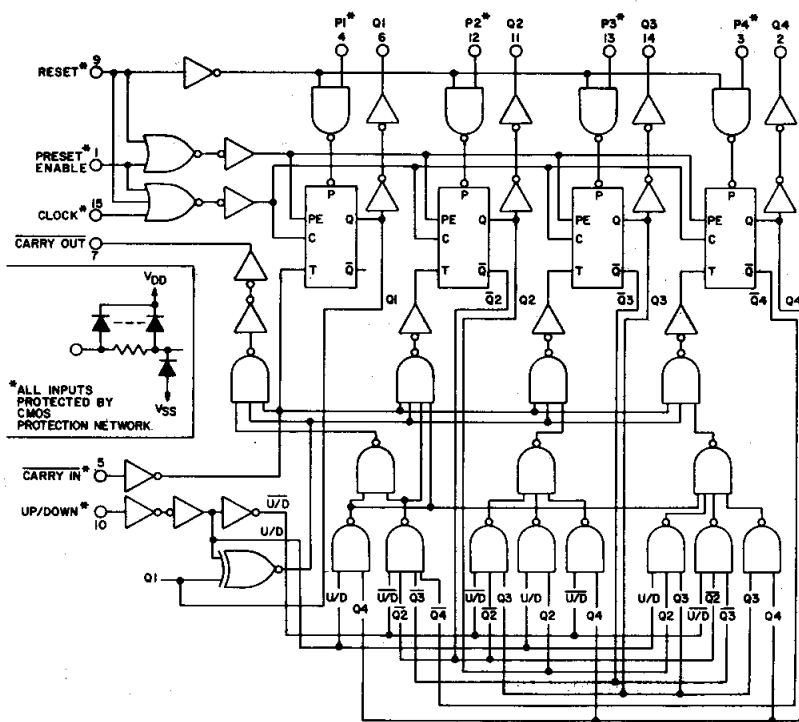 P1* Q1 P2* Q2 P3* Q3 P4* Q4
4 6 12 11 13 14 3 2
9
RESET*
PRESET* 1
ENABLE
15
CLOCK*
CARRY OUT
7
P P P P
PE Q PE Q PE Q PE Q
C C C C
T Q̅ T Q̅ T Q̅ T Q̅
Q1 Q̅2 Q2 Q̅3 Q3 Q̅4 Q4
VDD
VSS
*ALL INPUTS
PROTECTED BY
CMOS
PROTECTION NETWORK
5
CARRY IN*
UP/DOWN*
10
U/D
U/D
Q1
U/D Q4 U/D Q̅2 Q̅3 Q̅4 U/D Q̅2 Q3 U/D Q2 U/D Q4 U/D Q2 Q3 U/D Q̅2 Q̅3 Q3 Q4